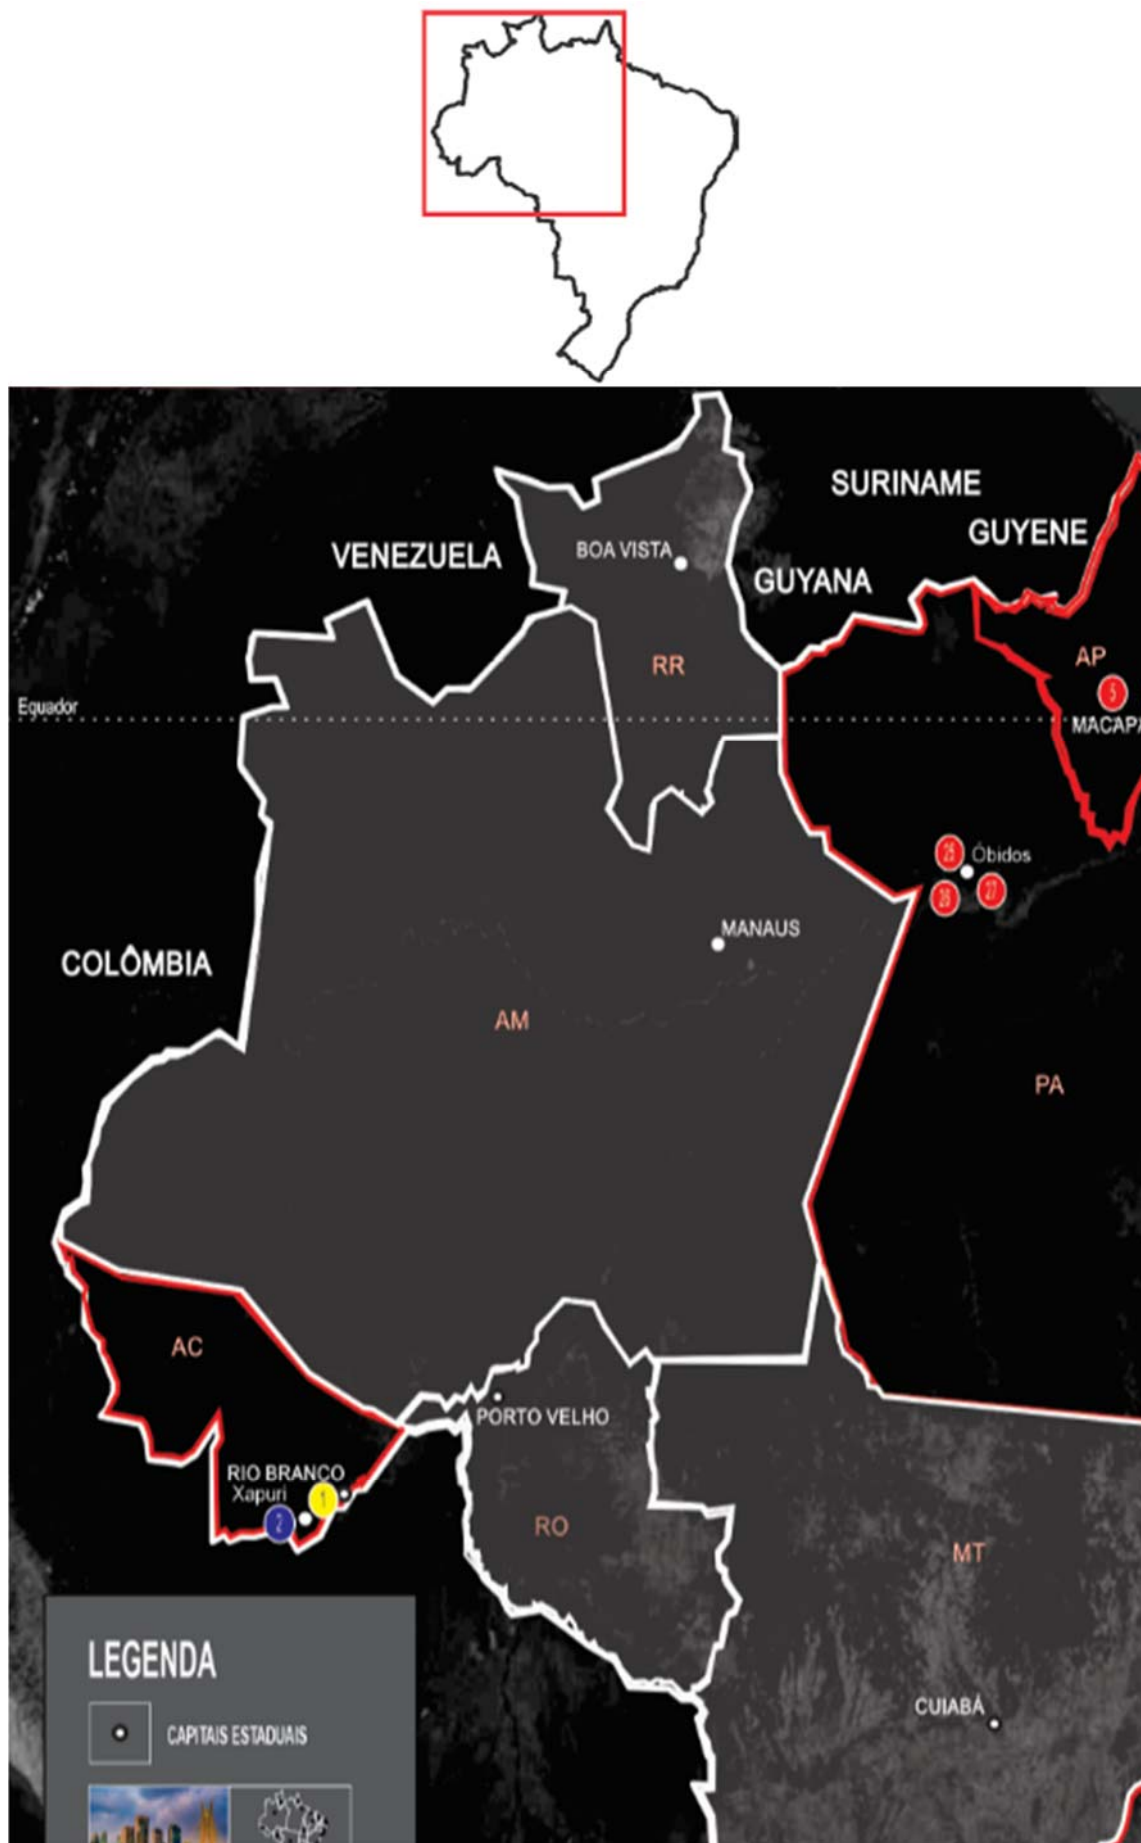 SURINAME
GUYENE
VENEZUELA
BOA VISTA
GUYANA
RR
AP
5
Equador
MACAPÁ
25
Óbidos
26
27
MANAUS
COLÔMBIA
AM
PA
AC
PORTO VELHO
RIO BRANCO
Xapuri
1
2
RO
MT
LEGENDA
CUIABÁ
CAPITAIS ESTADUAIS